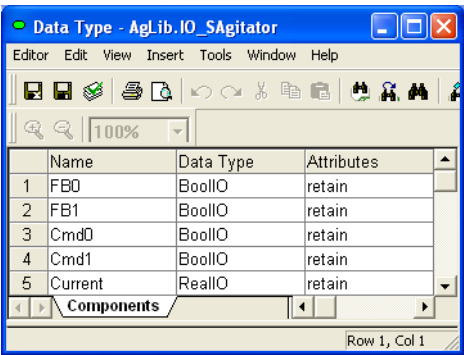 Data Type - AgLib.IO_SAgitator
Editor Edit View Insert Tools Window Help
100%
Name Data Type Attributes
1 FB0 BoolIO retain
2 FB1 BoolIO retain
3 Cmd0 BoolIO retain
4 Cmd1 BoolIO retain
5 Current RealIO retain
Components
Row 1, Col 1